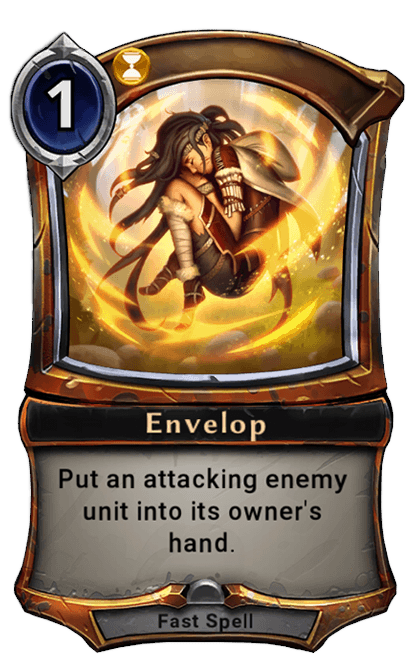 1
Envelop
Put an attacking enemy
unit into its owner's
hand.
Fast Spell